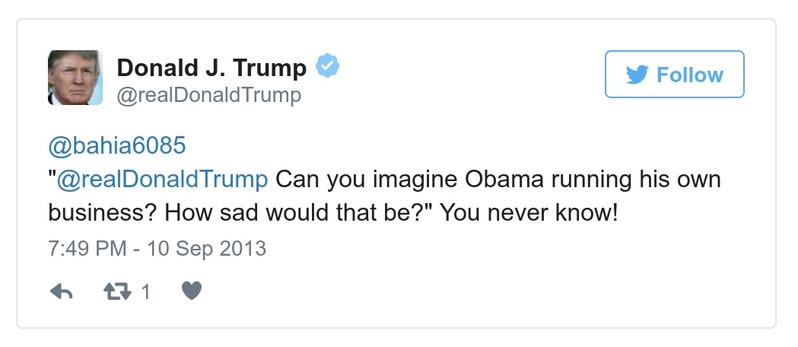 Donald J. Trump
@realDonaldTrump
Follow
@bahia6085
"@realDonaldTrump Can you imagine Obama running his own
business? How sad would that be?" You never know!
7:49 PM - 10 Sep 2013
1